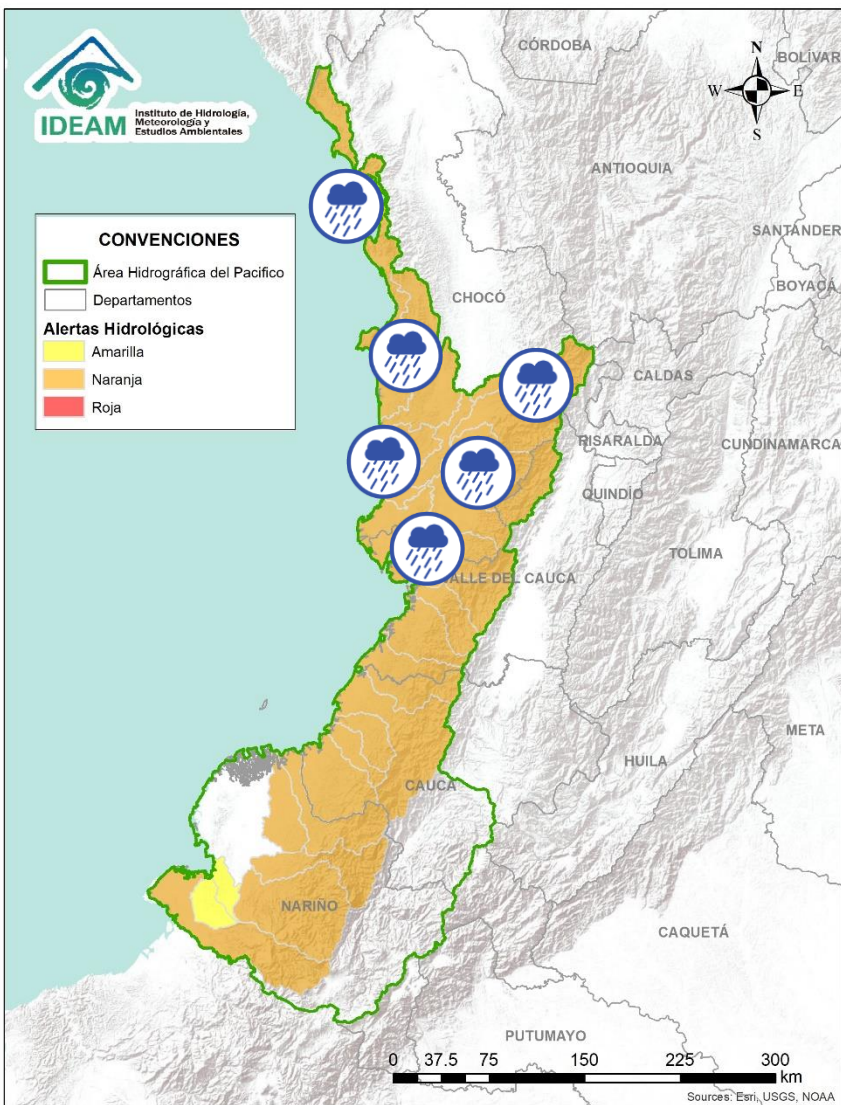 IDEAM
Instituto de Hidrología,
Meteorología y
Estudios Ambientales
CÓRDOBA
BOLÍVAR
N
W
E
S
ANTIOQUIA
SANTANDER
BOYACÁ
CONVENCIONES
Área Hidrográfica del Pacifico
Departamentos
Alertas Hidrológicas
Amarilla
Naranja
Roja
CHOCÓ
CALDAS
RISARALDA
CUNDINAMARCA
QUINDÍO
TOLIMA
VALLE DEL CAUCA
META
HUILA
CAUCA
NARIÑO
CAQUETÁ
PUTUMAYO
0 37.5 75 150 225 300
km
Sources: Esri, USGS, NOAA